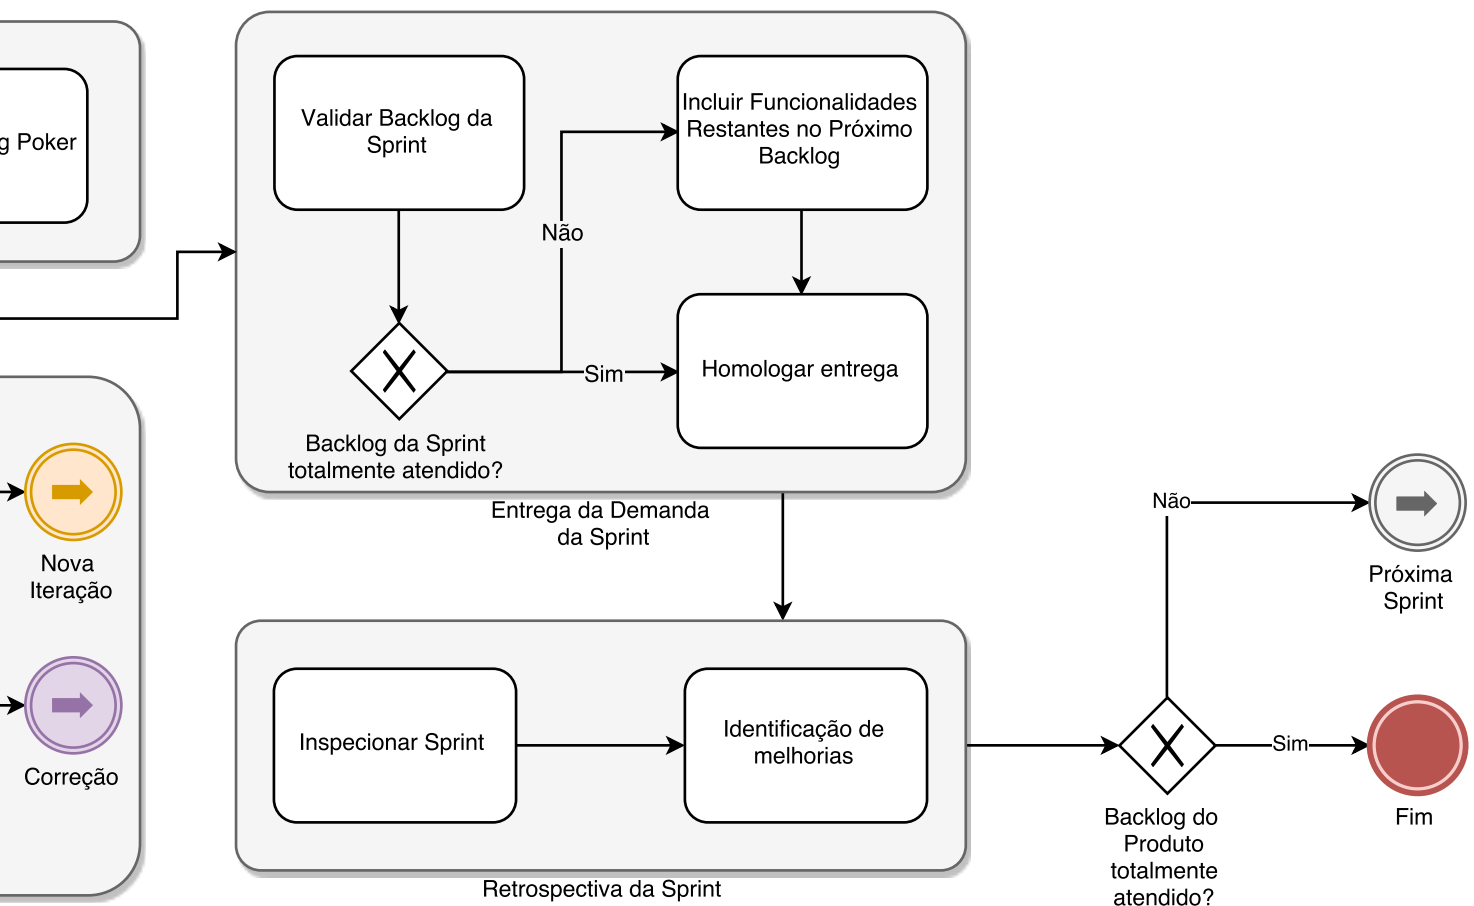 g Poker
Validar Backlog da
Sprint
Incluir Funcionalidades
Restantes no Próximo
Backlog
Não
Sim
Homologar entrega
Backlog da Sprint
totalmente atendido?
Entrega da Demanda
da Sprint
Nova
Iteração
Correção
Inspecionar Sprint
Identificação de
melhorias
Retrospectiva da Sprint
Não
Próxima
Sprint
Sim
Fim
Backlog do
Produto
totalmente
atendido?